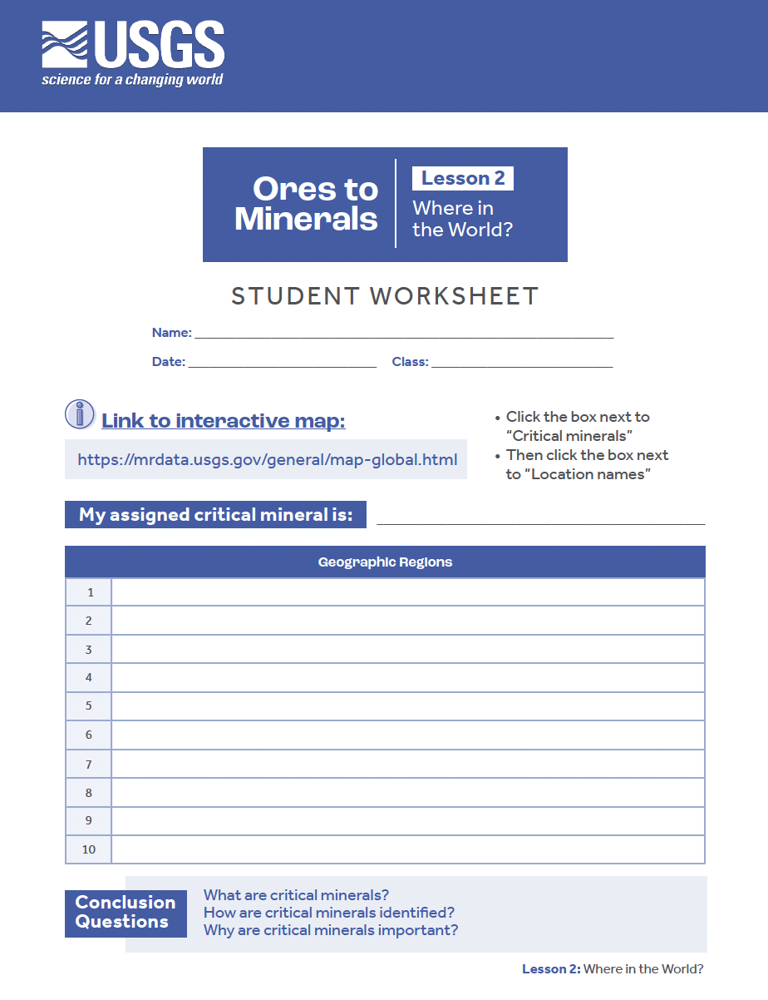 USGS
science for a changing world
Ores to
Minerals
Lesson 2
Where in
the World?
STUDENT WORKSHEET
Name:
Date: Class:
Link to interactive map:
https://mrdata.usgs.gov/general/map-global.html
• Click the box next to
“Critical minerals”
• Then click the box next
to “Location names”
My assigned critical mineral is:
Geographic Regions
1
2
3
4
5
6
7
8
9
10
Conclusion
Questions
What are critical minerals?
How are critical minerals identified?
Why are critical minerals important?
Lesson 2: Where in the World?